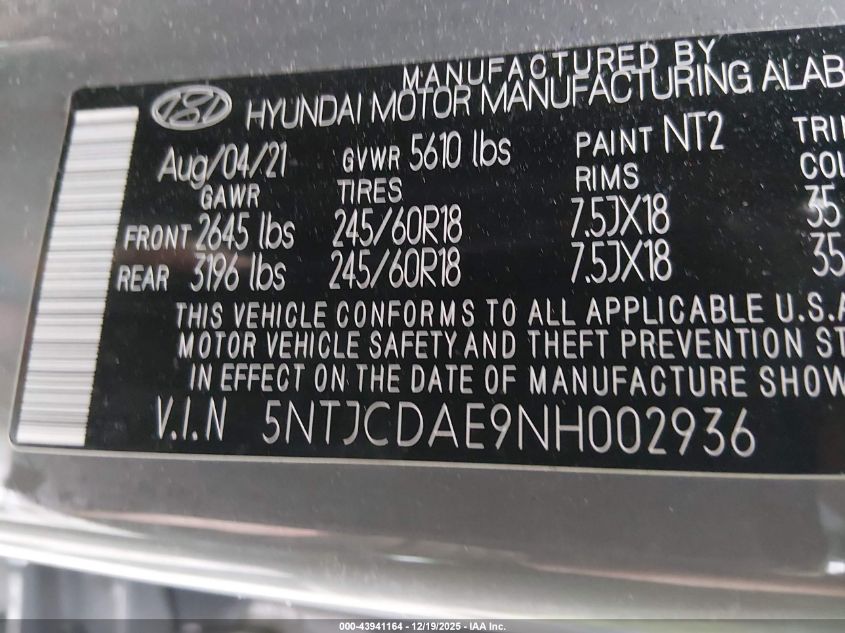 MANUFACTURED BY
HYUNDAI MOTOR MANUFACTURING ALAB
Aug/04/21 GVWR 5610 lbs PAINT NT2 TRI
GAWR TIRES RIMS COL
FRONT 2645 lbs 245/60R18 7.5JX18 35
REAR 3196 lbs 245/60R18 7.5JX18 35
THIS VEHICLE CONFORMS TO ALL APPLICABLE U.S.A
MOTOR VEHICLE SAFETY AND THEFT PREVENTION ST
IN EFFECT ON THE DATE OF MANUFACTURE SHOW
V.I.N 5NTJCDAE9NH002936
000-43941164 - 12/19/2025 - IAA Inc.